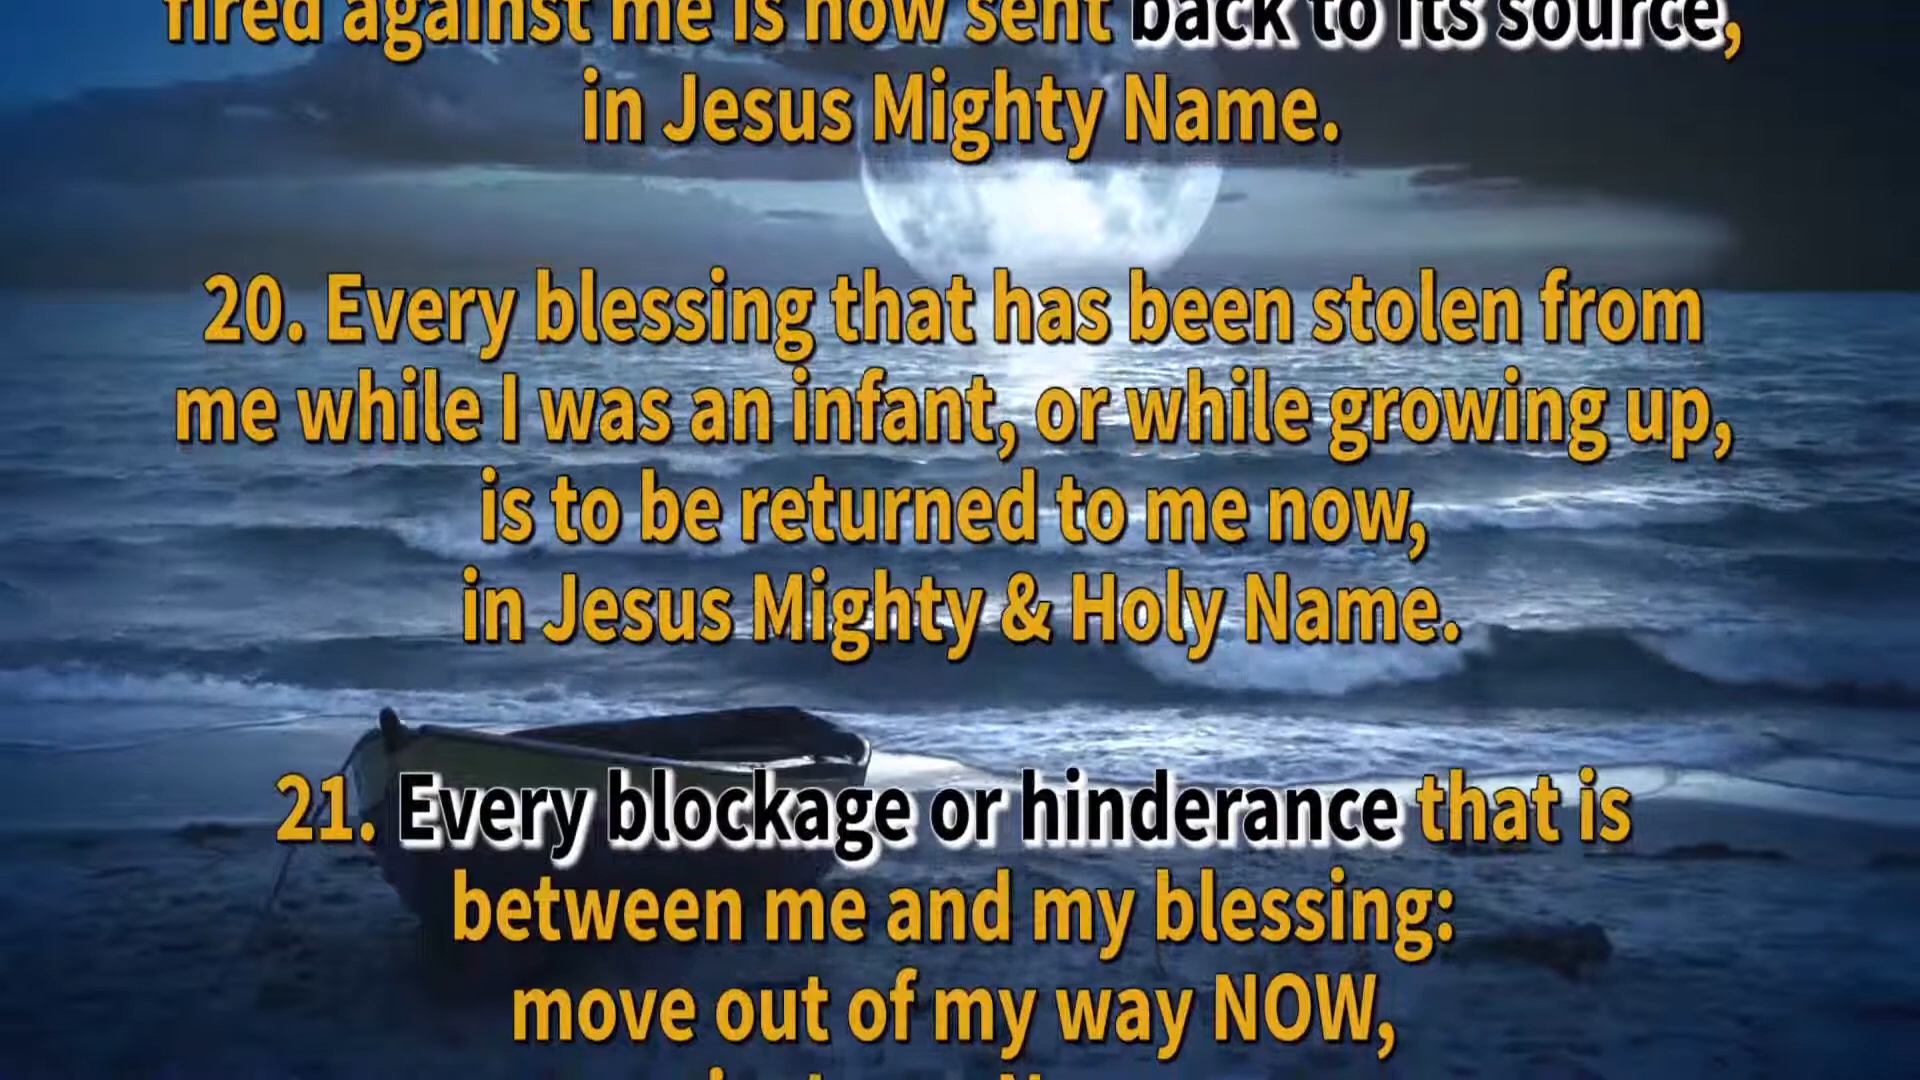 fired against me is now sent back to its source,
in Jesus Mighty Name.
20. Every blessing that has been stolen from
me while I was an infant, or while growing up,
is to be returned to me now,
in Jesus Mighty & Holy Name.
21. Every blockage or hinderance that is
between me and my blessing:
move out of my way NOW,